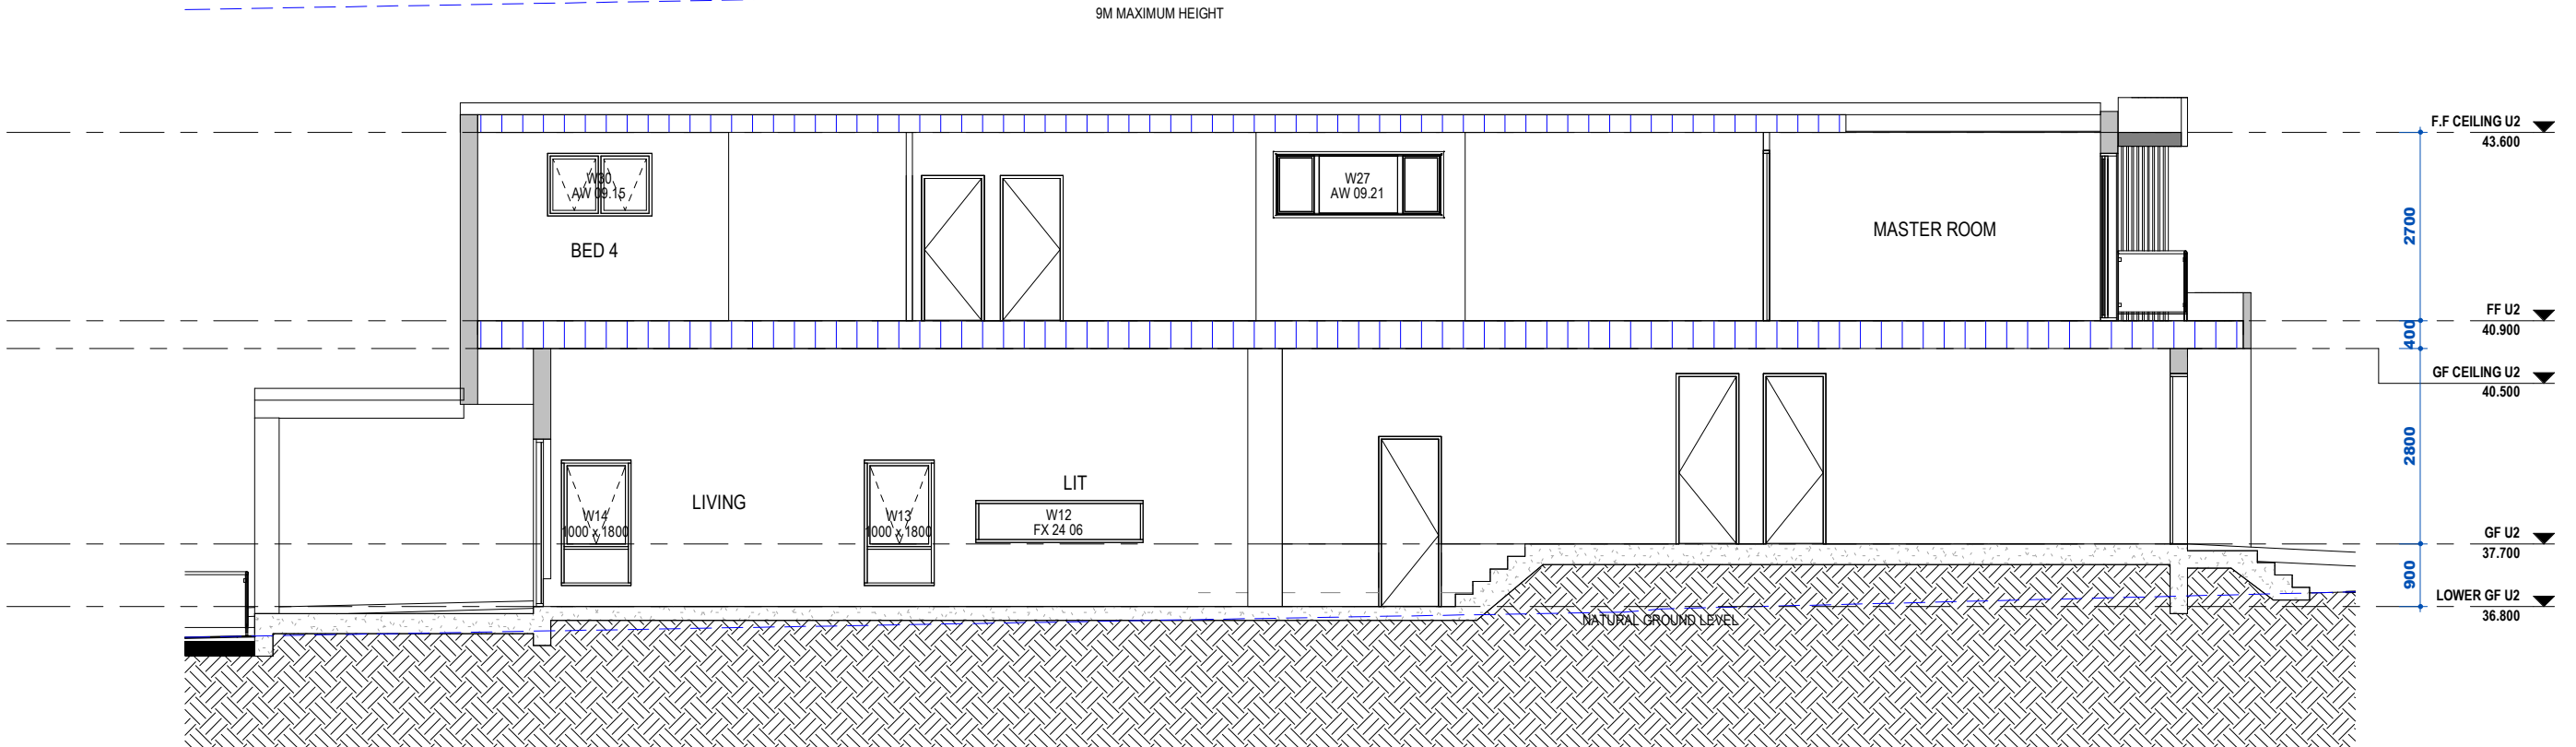 9M MAXIMUM HEIGHT
F.F CEILING U2
43.600
W30
AW 09.15
W27
AW 09.21
BED 4
MASTER ROOM
2700
FF U2
40.900
400
GF CEILING U2
40.500
2800
LIVING
LIT
W14
1000 x 1800
W13
1000 x 1800
W12
FX 24 06
GF U2
37.700
900
LOWER GF U2
36.800
NATURAL GROUND LEVEL